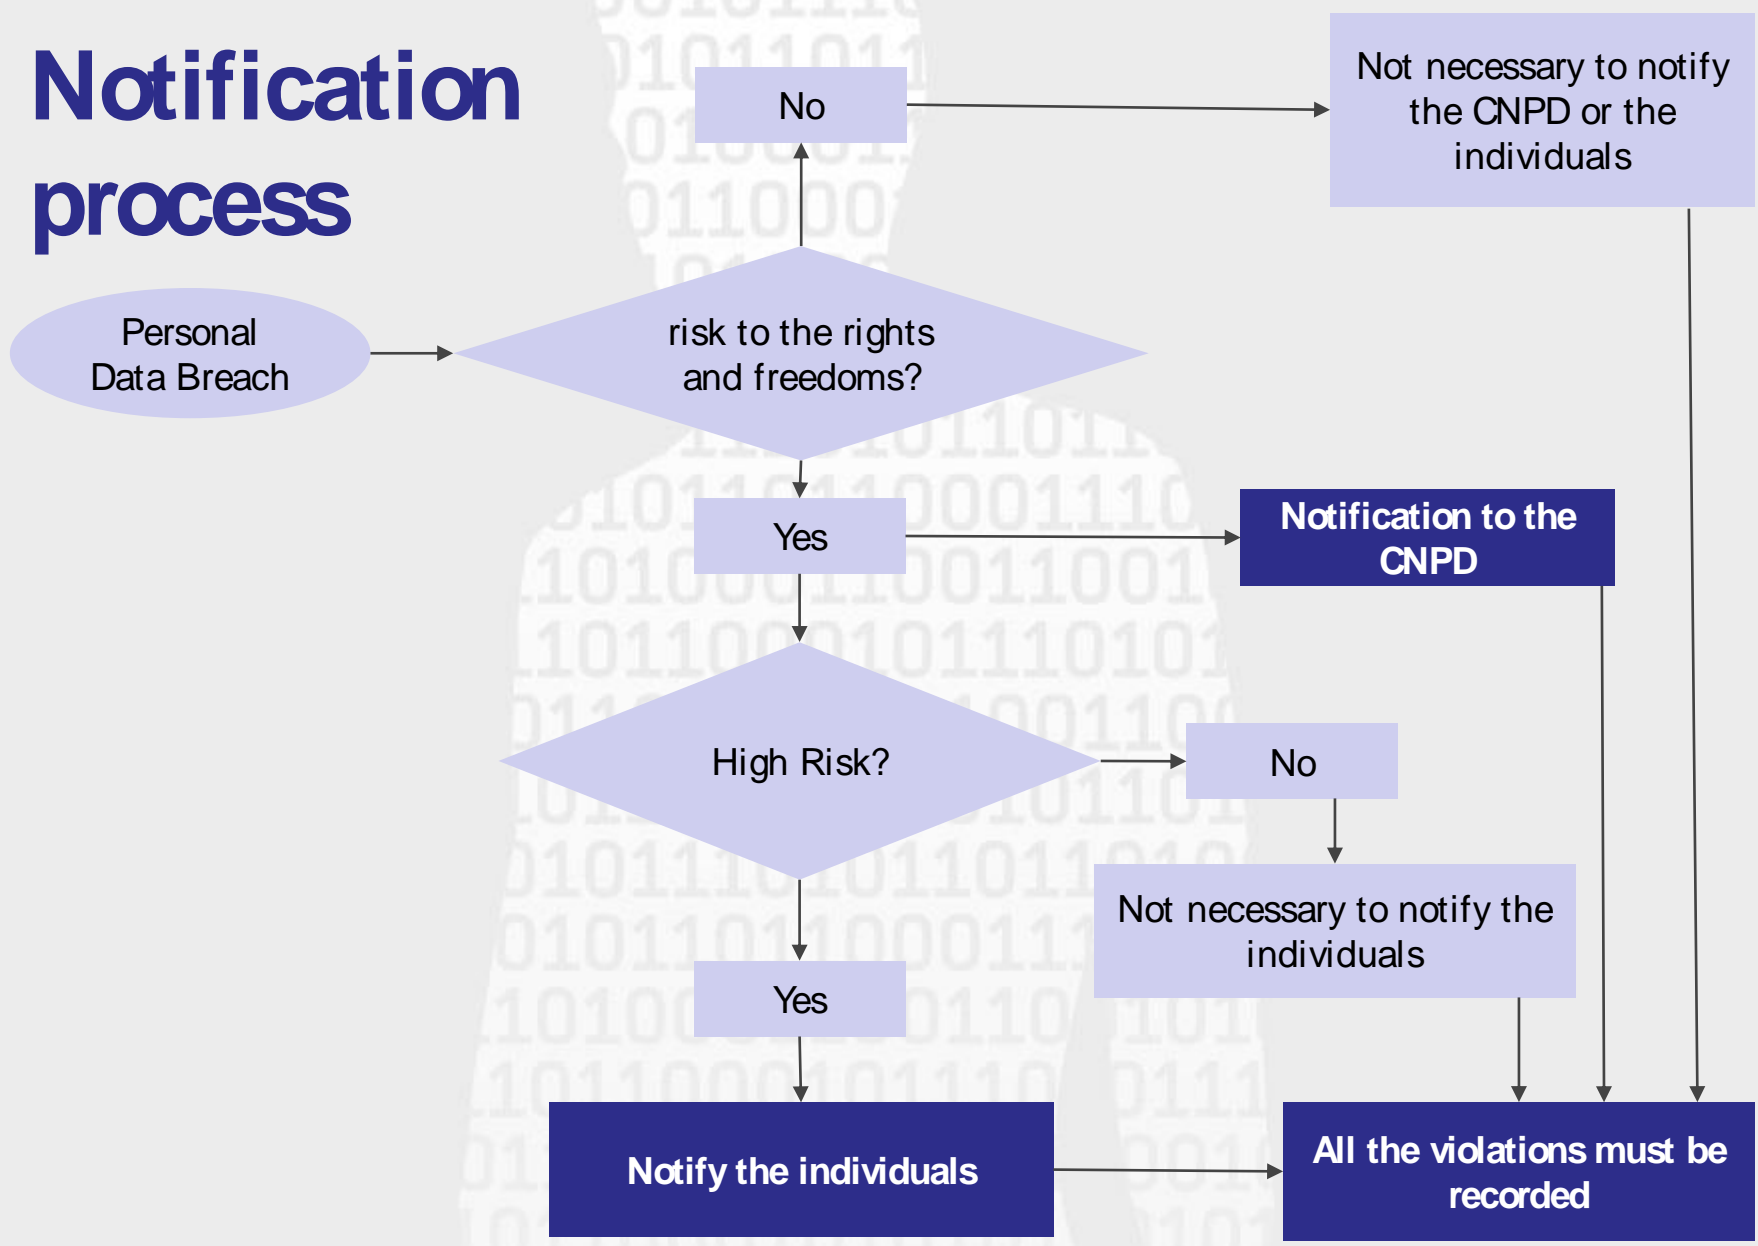 Notification
process
No
Not necessary to notify
the CNPD or the
individuals
Personal
Data Breach
risk to the rights
and freedoms?
Yes
Notification to the
CNPD
High Risk?
No
Not necessary to notify the
individuals
Yes
Notify the individuals
All the violations must be
recorded